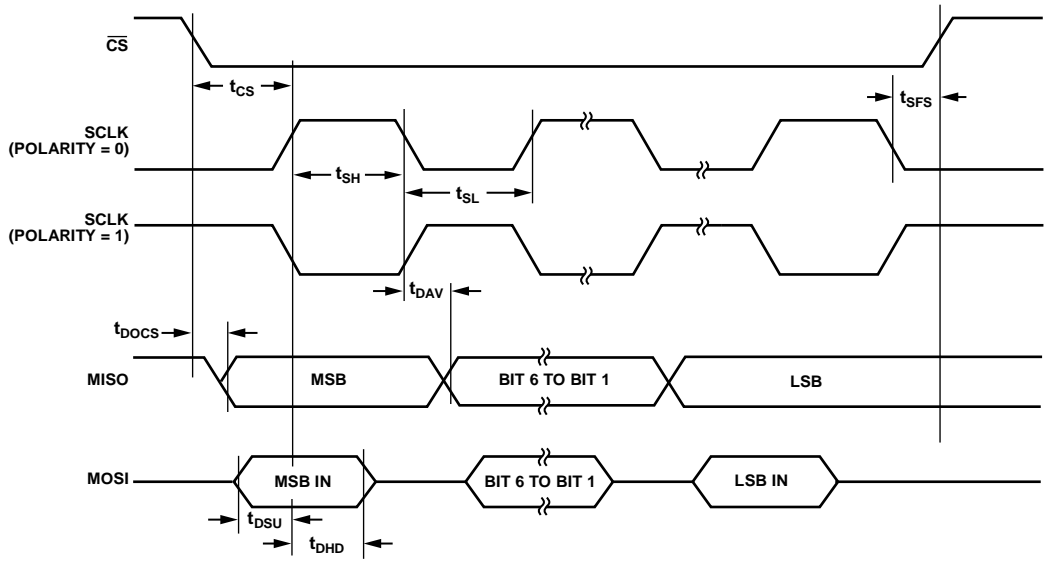 CS
tCS
tSFS
SCLK
(POLARITY = 0)
tSH
tSL
SCLK
(POLARITY = 1)
tDAV
tDOCS
MISO
MSB
BIT 6 TO BIT 1
LSB
MOSI
MSB IN
BIT 6 TO BIT 1
LSB IN
tDSU
tDHD